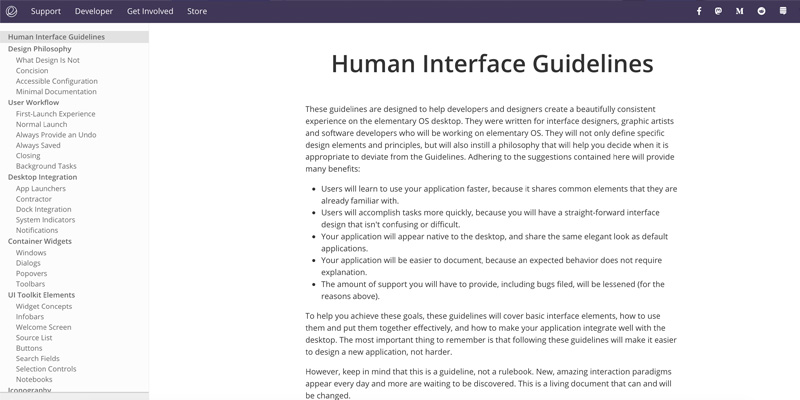 Support Developer Get Involved Store
Human Interface Guidelines
Design Philosophy
What Design Is Not
Concision
Accessible Configuration
Minimal Documentation
User Workflow
First-Launch Experience
Normal Launch
Always Provide an Undo
Always Saved
Closing
Background Tasks
Desktop Integration
App Launchers
Contractor
Dock Integration
System Indicators
Notifications
Container Widgets
Windows
Dialogs
Popovers
Toolbars
UI Toolkit Elements
Widget Concepts
Infobars
Welcome Screen
Source List
Buttons
Search Fields
Selection Controls
Notebooks
Iconography
Human Interface Guidelines
These guidelines are designed to help developers and designers create a beautifully consistent
experience on the elementary OS desktop. They were written for interface designers, graphic artists
and software developers who will be working on elementary OS. They will not only define specific
design elements and principles, but will also instill a philosophy that will help you decide when it is
appropriate to deviate from the Guidelines. Adhering to the suggestions contained here will provide
many benefits:
• Users will learn to use your application faster, because it shares common elements that they are
already familiar with.
• Users will accomplish tasks more quickly, because you will have a straight-forward interface
design that isn't confusing or difficult.
• Your application will appear native to the desktop, and share the same elegant look as default
applications.
• Your application will be easier to document, because an expected behavior does not require
explanation.
• The amount of support you will have to provide, including bugs filed, will be lessened (for the
reasons above).
To help you achieve these goals, these guidelines will cover basic interface elements, how to use
them and put them together effectively, and how to make your application integrate well with the
desktop. The most important thing to remember is that following these guidelines will make it easier
to design a new application, not harder.
However, keep in mind that this is a guideline, not a rulebook. New, amazing interaction paradigms
appear every day and more are waiting to be discovered. This is a living document that can and will
be changed.